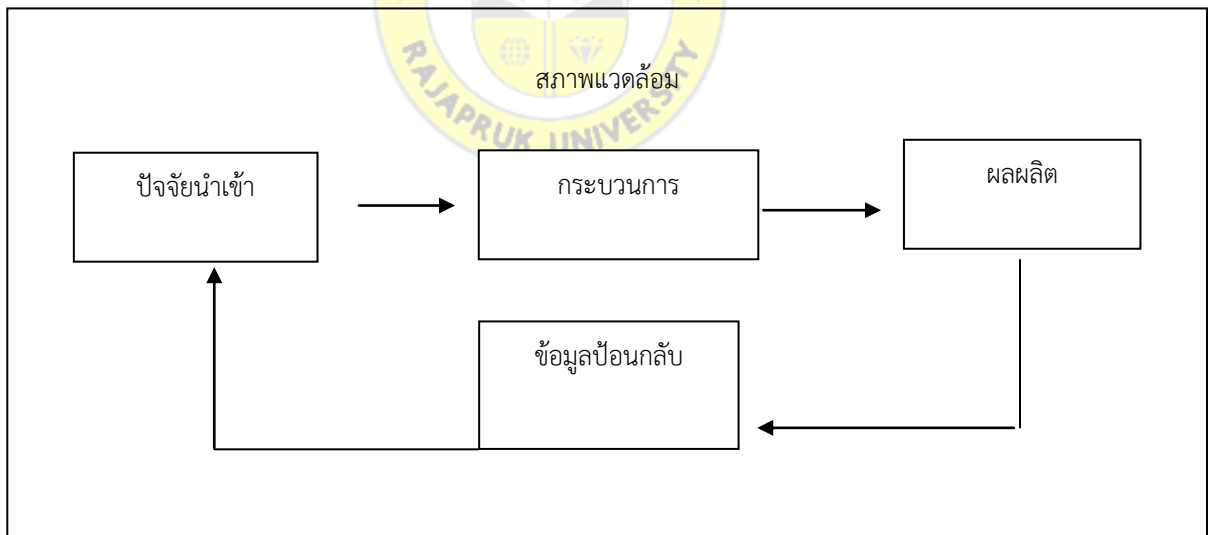 สภาพแวดล้อม
RAJAPRUK UNIVERSITY
ปัจจัยนำเข้า
กระบวนการ
ผลผลิต
ข้อมูลป้อนกลับ